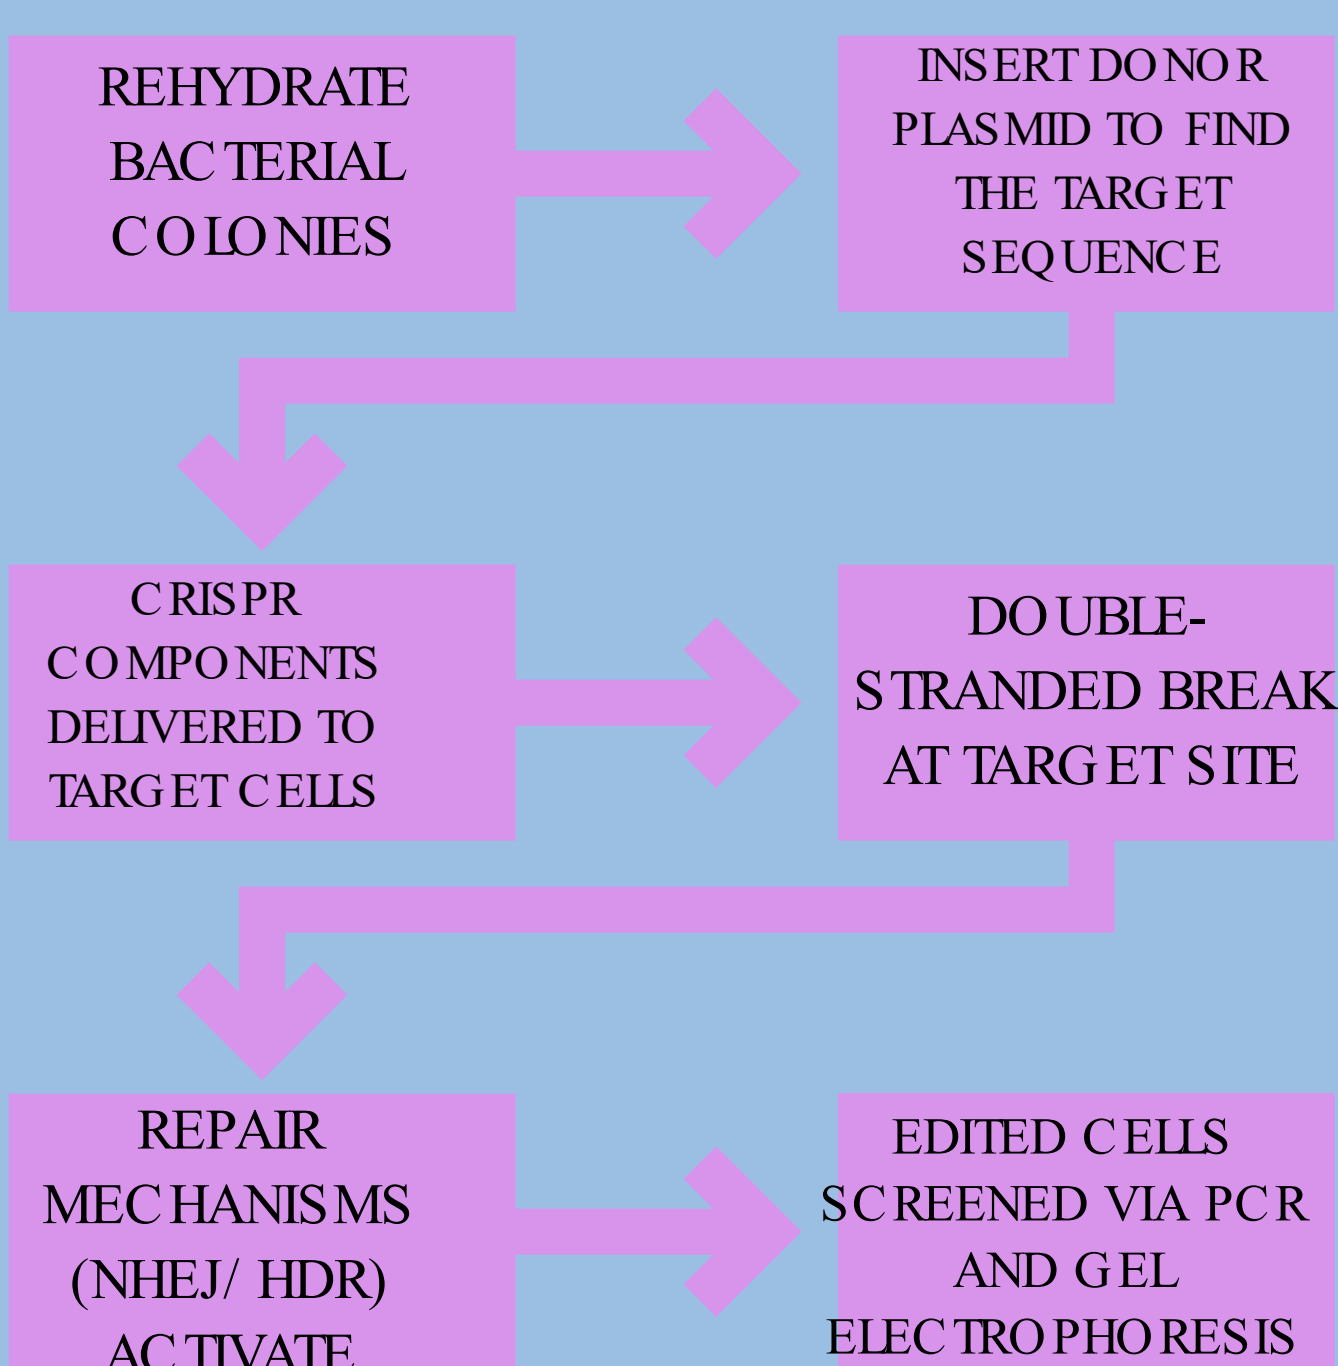 REHYDRATE
BACTERIAL
COLONIES
INSERT DONOR
PLASMID TO FIND
THE TARGET
SEQUENCE
CRISPR
COMPONENTS
DELIVERED TO
TARGET CELLS
DOUBLE-
STRANDED BREAK
AT TARGET SITE
REPAIR
MECHANISMS
(NHEJ/ HDR)
ACTIVATE
EDITED CELLS
SCREENED VIA PCR
AND GEL
ELECTROPHORESIS